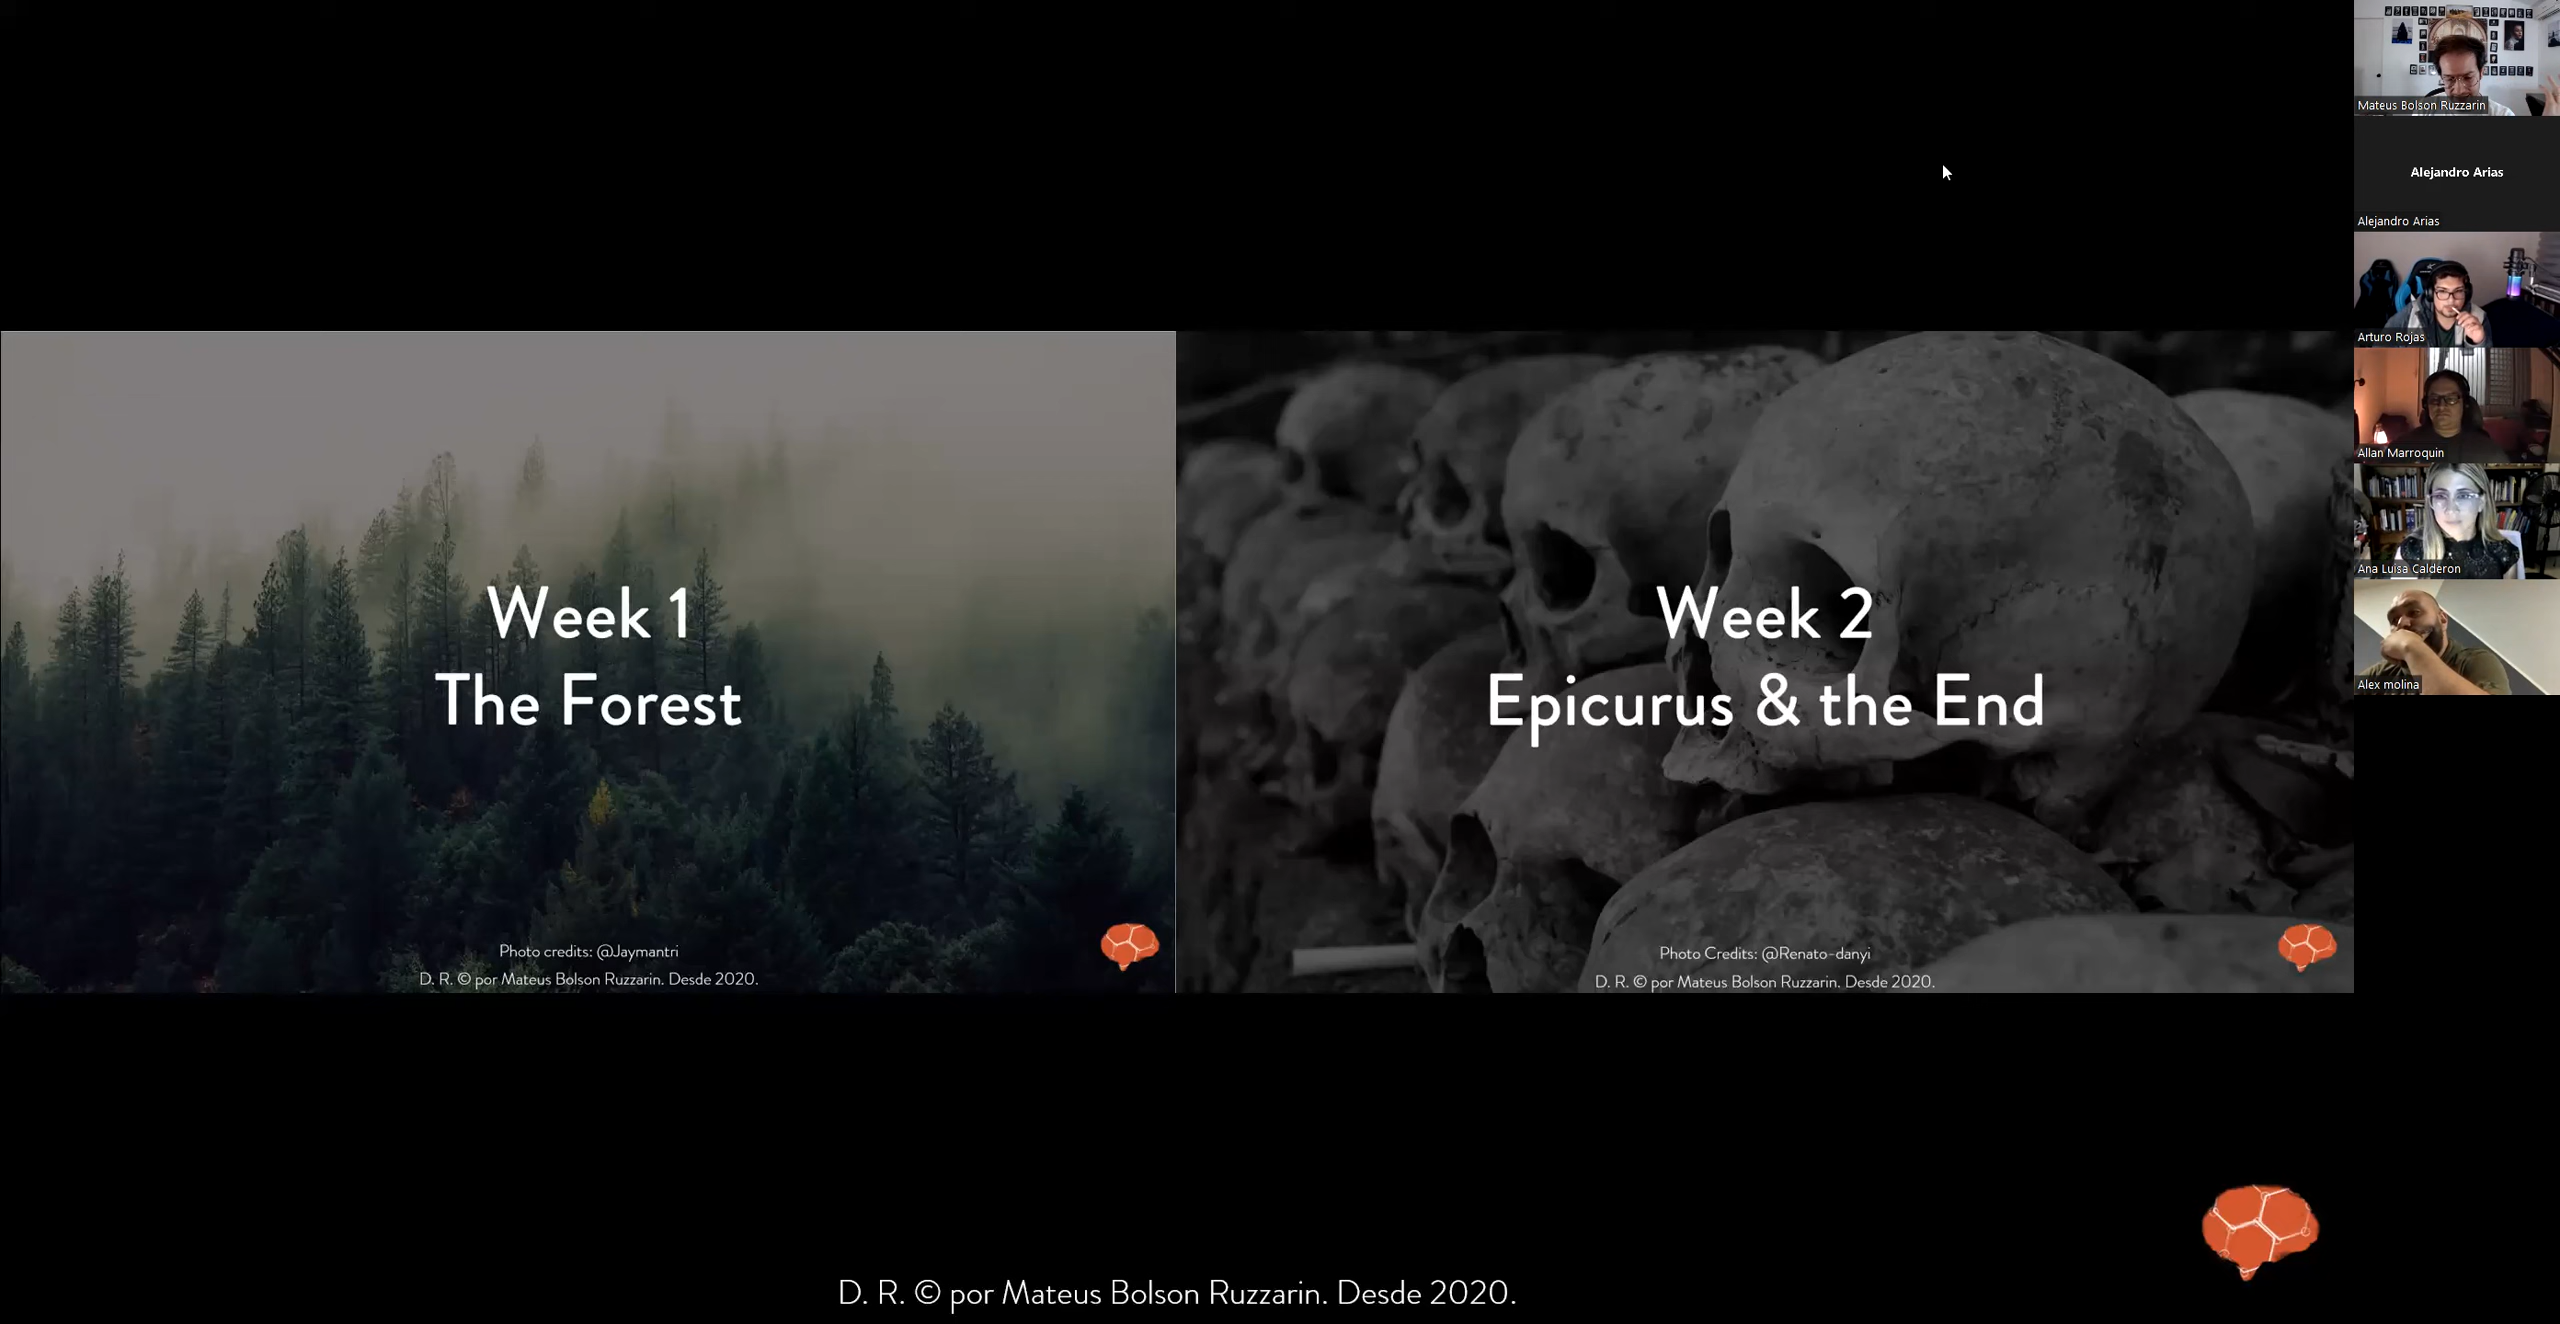 Week 1
The Forest
Photo credits: @Jaymantri
D. R. © por Mateus Bolson Ruzzarin. Desde 2020.
Week 2
Epicurus & the End
Photo Credits: @Renato-danyi
D. R. © por Mateus Bolson Ruzzarin. Desde 2020.
D. R. © por Mateus Bolson Ruzzarin. Desde 2020.
Mateus Bolson Ruzzarin
Alejandro Arias
Alejandro Arias
Arturo Rojas
Allan Marroquin
Ana Luisa Calderon
Alex molina